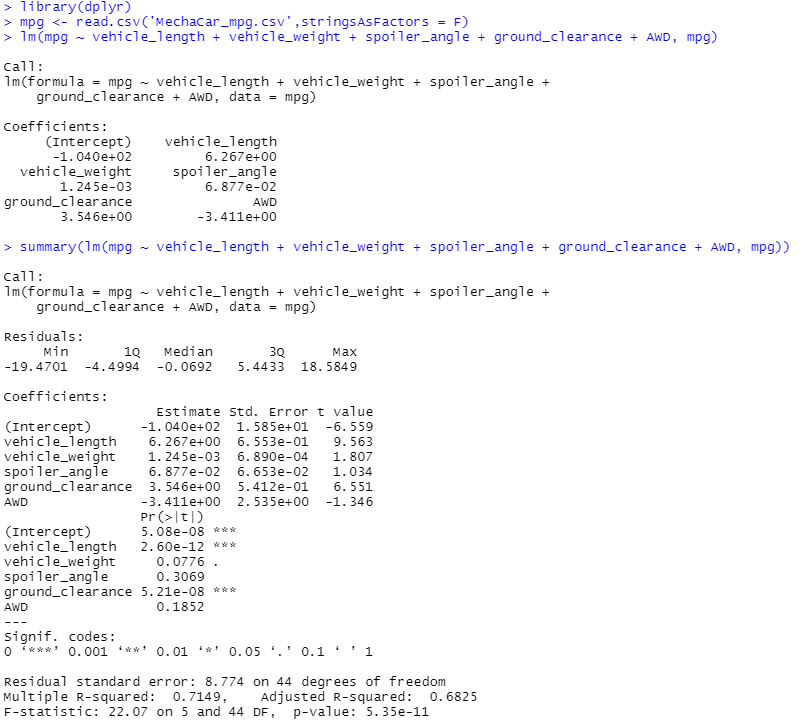 > library(dplyr)
> mpg <- read.csv('MechaCar_mpg.csv',stringsAsFactors = F)
> lm(mpg ~ vehicle_length + vehicle_weight + spoiler_angle + ground_clearance + AWD, mpg)

Call:
lm(formula = mpg ~ vehicle_length + vehicle_weight + spoiler_angle +
    ground_clearance + AWD, data = mpg)

Coefficients:
     (Intercept)    vehicle_length
      -1.040e+02         6.267e+00
  vehicle_weight     spoiler_angle
       1.245e-03         6.877e-02
ground_clearance               AWD
       3.546e+00        -3.411e+00

> summary(lm(mpg ~ vehicle_length + vehicle_weight + spoiler_angle + ground_clearance + AWD, mpg))

Call:
lm(formula = mpg ~ vehicle_length + vehicle_weight + spoiler_angle +
    ground_clearance + AWD, data = mpg)

Residuals:
     Min       1Q   Median       3Q      Max
-19.4701  -4.4994  -0.0692   5.4433  18.5849

Coefficients:
                   Estimate Std. Error t value
(Intercept)      -1.040e+02  1.585e+01  -6.559
vehicle_length    6.267e+00  6.553e-01   9.563
vehicle_weight    1.245e-03  6.890e-04   1.807
spoiler_angle     6.877e-02  6.653e-02   1.034
ground_clearance  3.546e+00  5.412e-01   6.551
AWD              -3.411e+00  2.535e+00  -1.346
                 Pr(>|t|)
(Intercept)      5.08e-08 ***
vehicle_length   2.60e-12 ***
vehicle_weight     0.0776 .
spoiler_angle      0.3069
ground_clearance 5.21e-08 ***
AWD                0.1852
---
Signif. codes:
0 ‘***’ 0.001 ‘**’ 0.01 ‘*’ 0.05 ‘.’ 0.1 ‘ ’ 1

Residual standard error: 8.774 on 44 degrees of freedom
Multiple R-squared:  0.7149,    Adjusted R-squared:  0.6825
F-statistic: 22.07 on 5 and 44 DF,  p-value: 5.35e-11